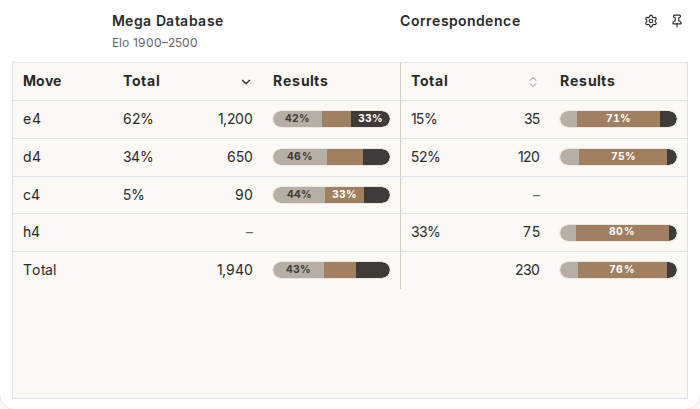 Mega Database Correspondence
Elo 1900–2500
Move Total Results Total Results
e4 62% 1,200 42% 33% 15% 35 71%
d4 34% 650 46% 52% 120 75%
c4 5% 90 44% 33% –
h4 – 33% 75 80%
Total 1,940 43% 230 76%